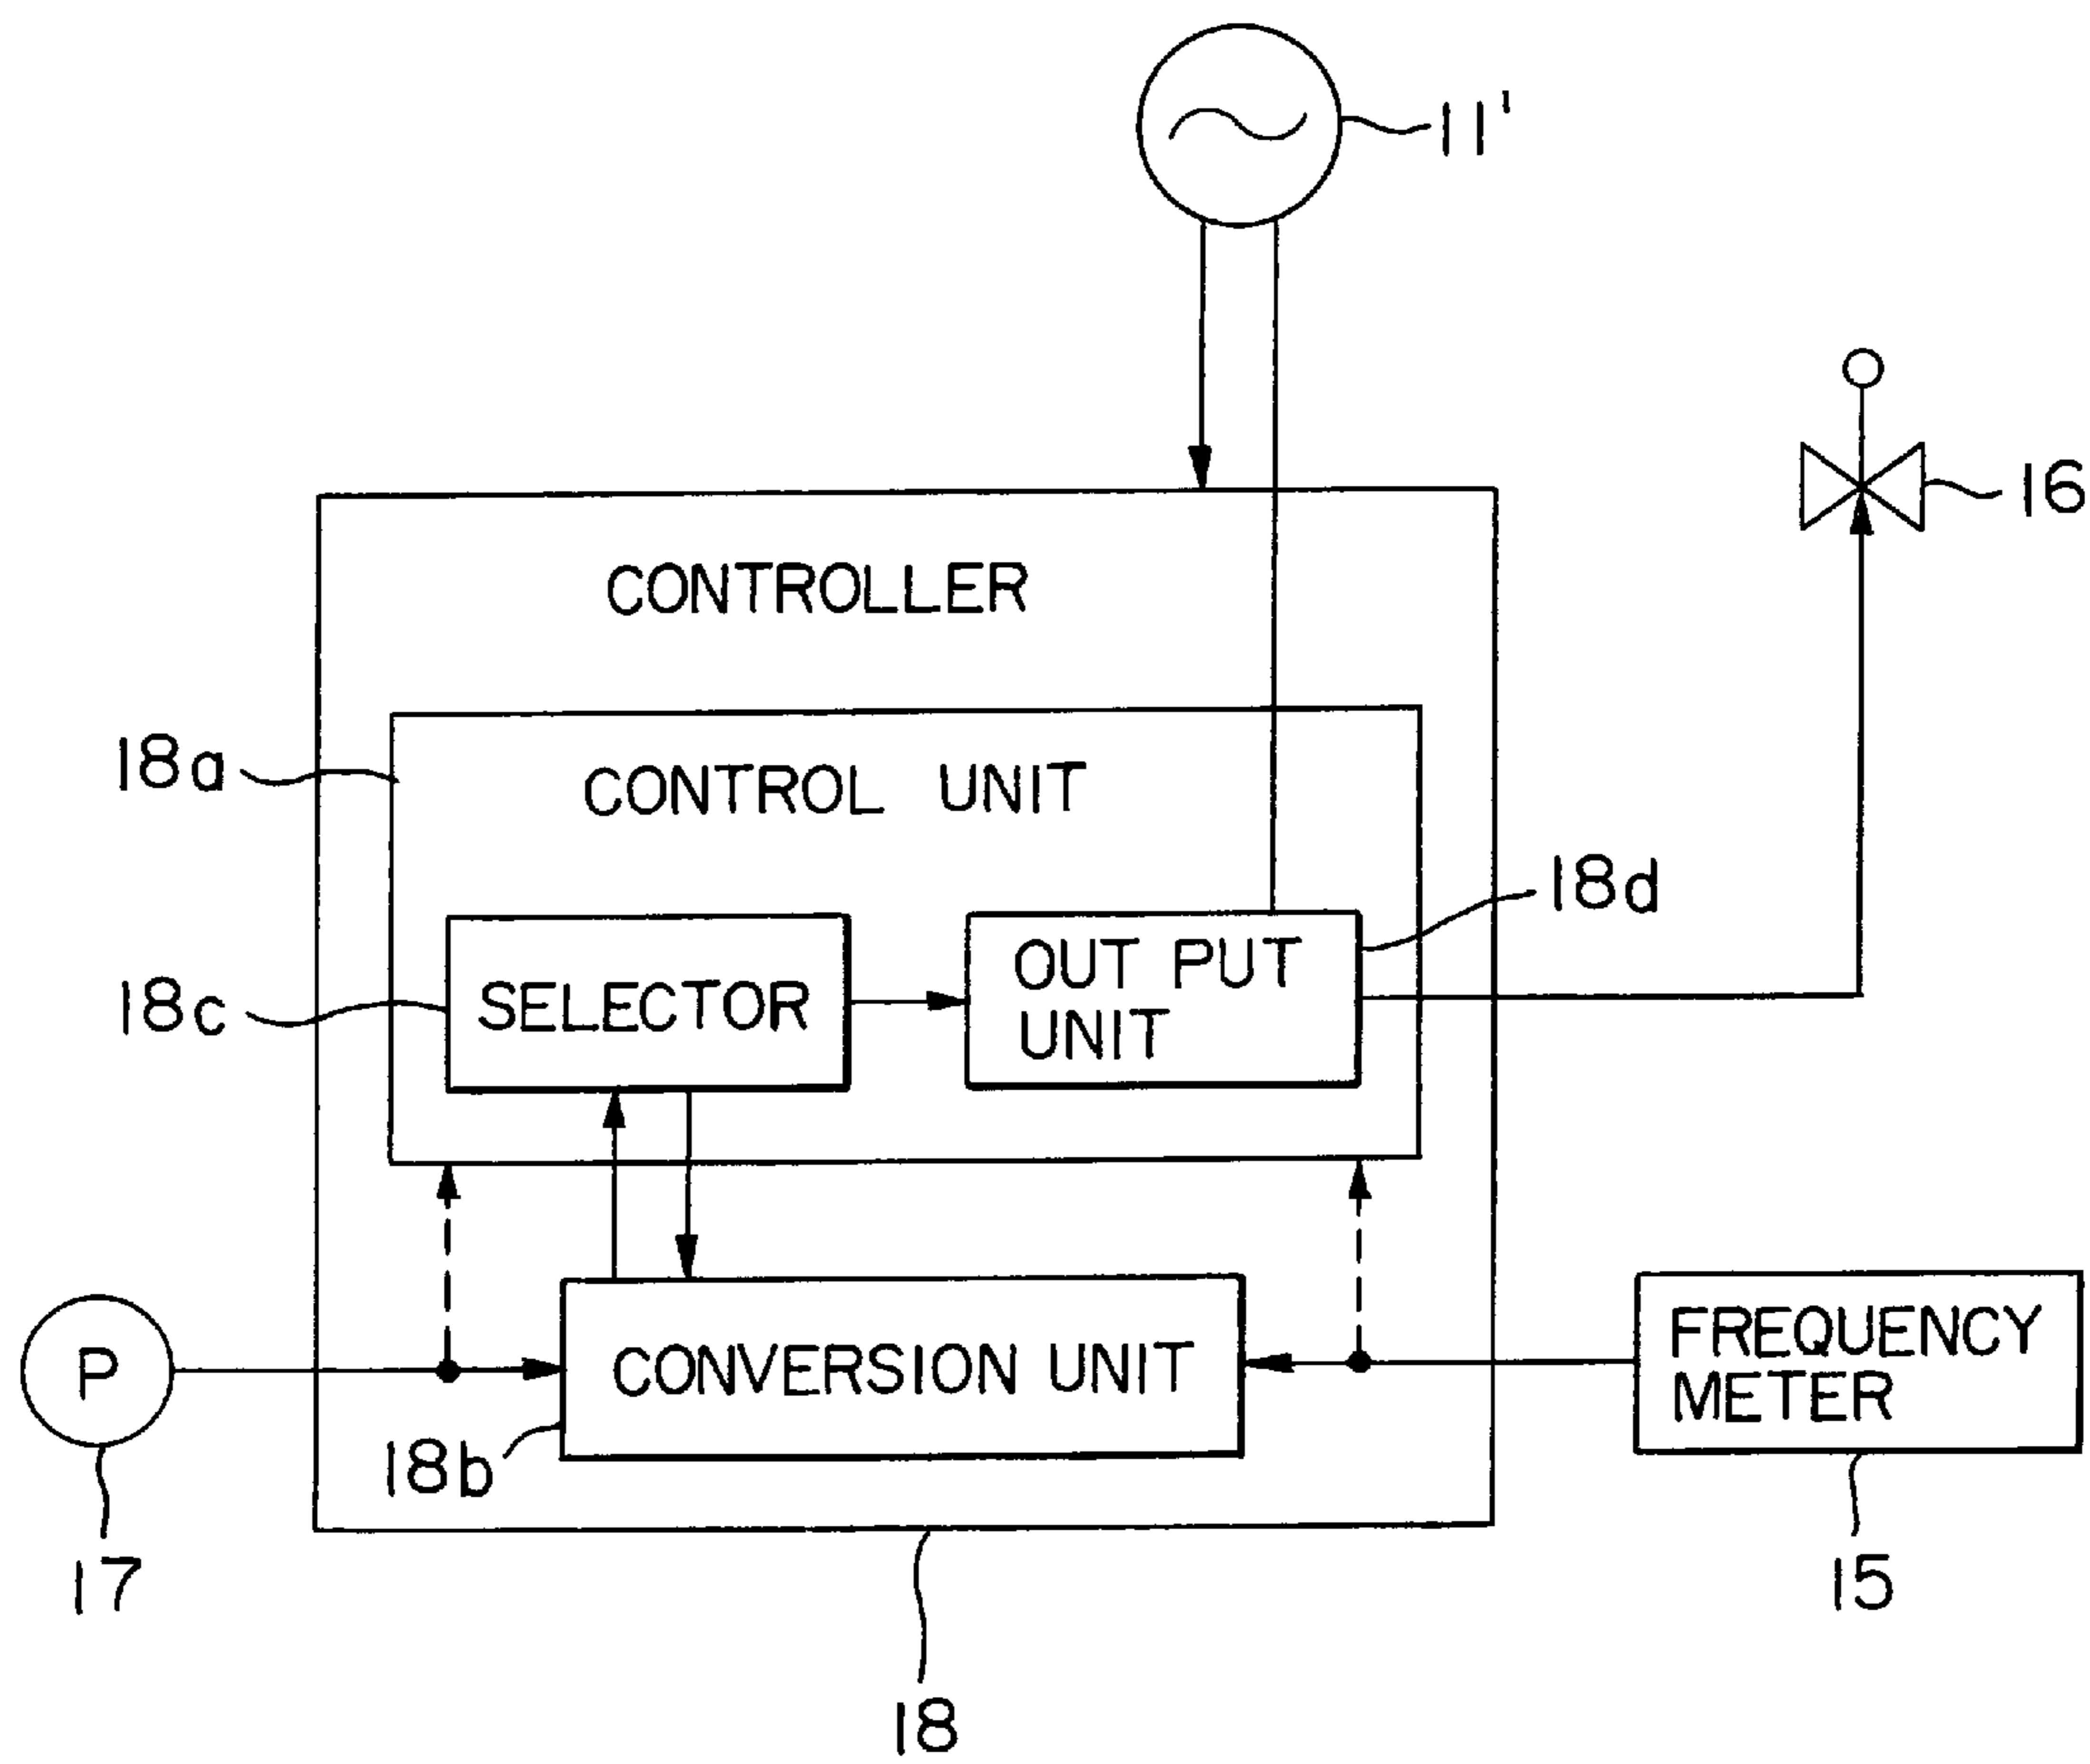 11'
16
CONTROLLER
18a
CONTROL UNIT
18d
18c
SELECTOR
OUT PUT
UNIT
P
CONVERSION UNIT
FREQUENCY
METER
18b
17
15
18